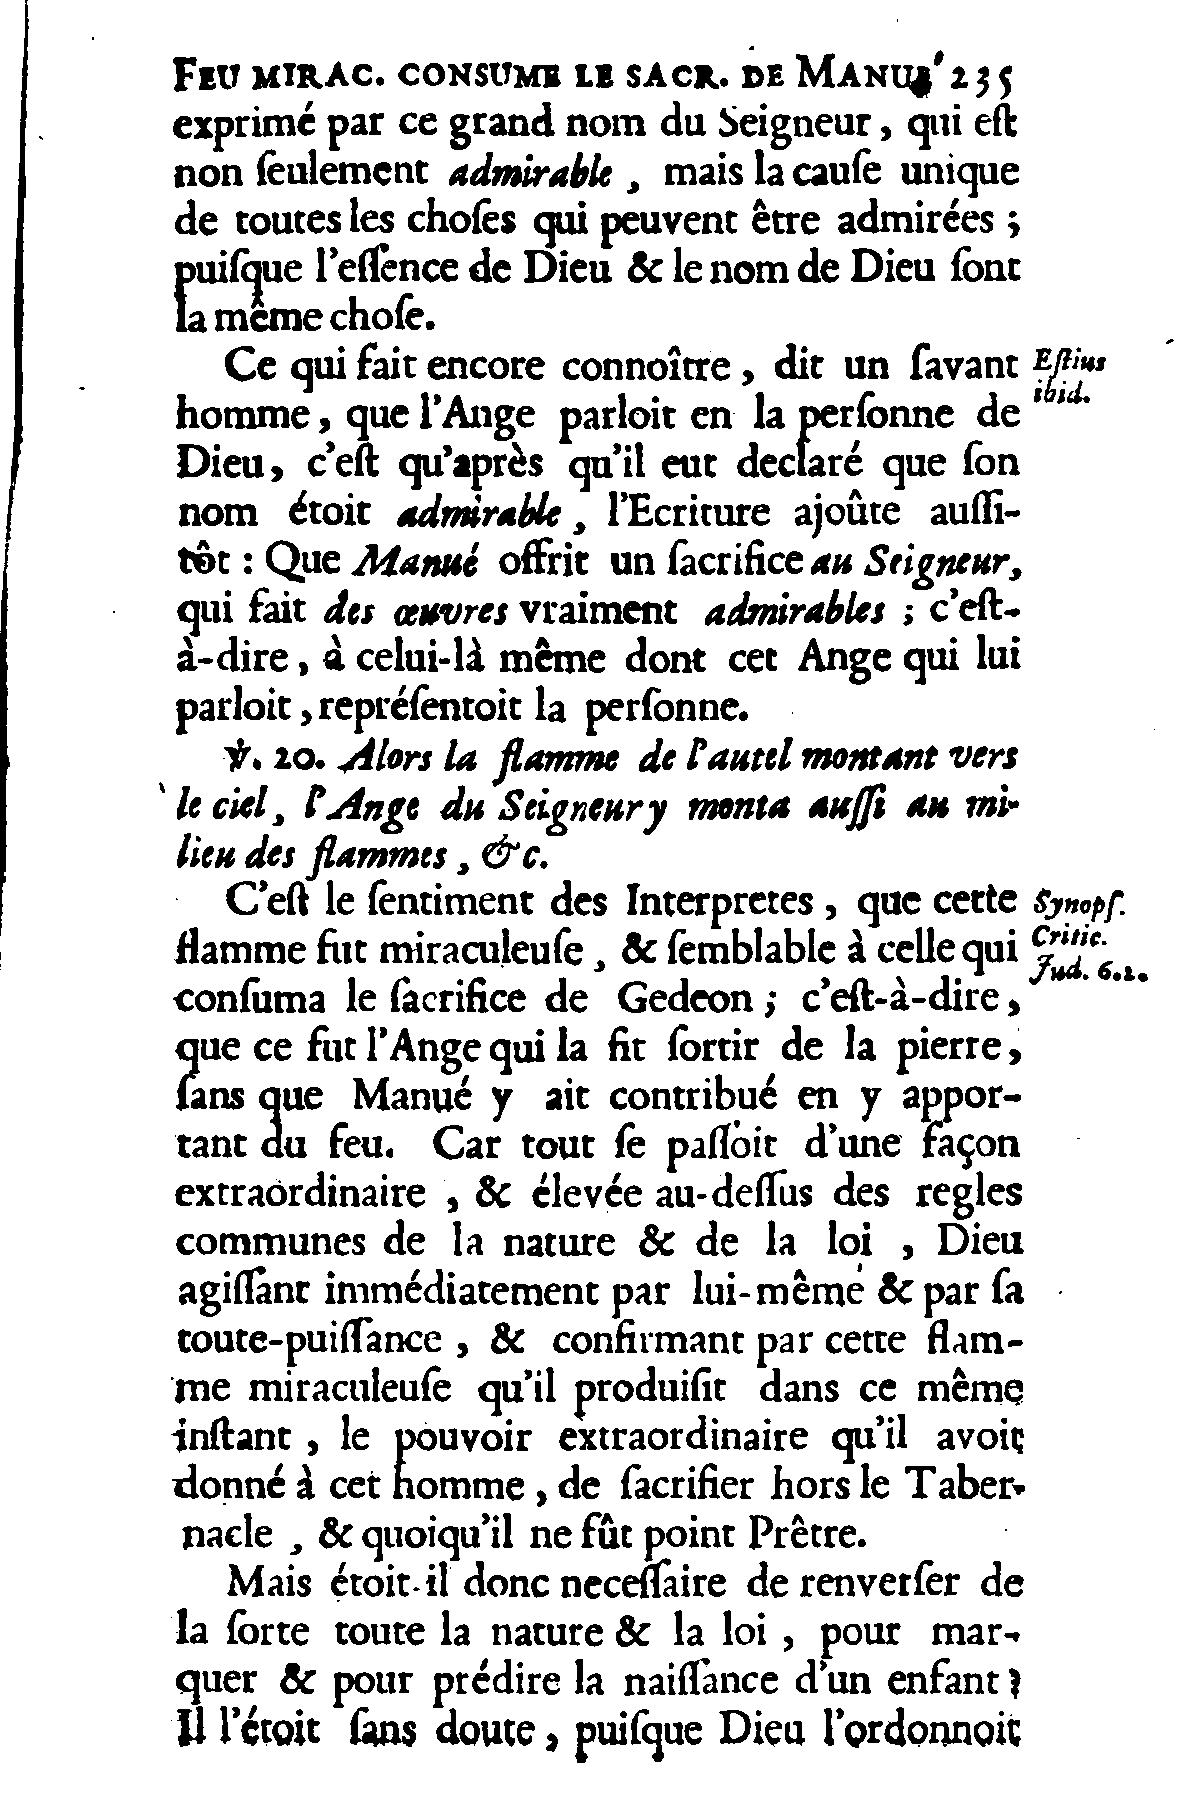 FEU MIRAC. CONSUME LE SACR. DE MANUÉ 235
exprimé par ce grand nom du Seigneur, qui eſt
non ſeulement admirable, mais la cauſe unique
de toutes les choſes qui peuvent être admirées ;
puiſque l'eſſence de Dieu & le nom de Dieu ſont
la même choſe.
Ce qui fait encore connoître, dit un ſavant
Eſtius
homme, que l'Ange parloit en la perſonne de
ibid.
Dieu, c'eſt qu'après qu'il eut declaré que ſon
nom étoit admirable, l'Ecriture ajoûte auſſi-
tôt : Que Manué offrit un ſacrifice au Seigneur,
qui fait des œuvres vraiment admirables ; c'eſt-
à-dire, à celui-là même dont cet Ange qui lui
parloit, repréſentoit la perſonne.
℣. 20. Alors la flamme de l'autel montant vers
le ciel, l'Ange du Seigneur y monta auſſi au mi-
lieu des flammes, &c.
C'eſt le ſentiment des Interpretes, que cette
Synopſ.
flamme fut miraculeuſe, & ſemblable à celle qui
Critic.
Jud. 6.2.
conſuma le ſacrifice de Gedeon ; c'eſt-à-dire,
que ce fut l'Ange qui la fit ſortir de la pierre,
ſans que Manué y ait contribué en y appor-
tant du feu. Car tout ſe paſſoit d'une façon
extraordinaire, & élevée au-deſſus des regles
communes de la nature & de la loi, Dieu
agiſſant immédiatement par lui-même & par ſa
toute-puiſſance, & confirmant par cette flam-
me miraculeuſe qu'il produiſit dans ce même
inſtant, le pouvoir extraordinaire qu'il avoit
donné à cet homme, de ſacrifier hors le Taber-
nacle, & quoiqu'il ne fût point Prêtre.
Mais étoit-il donc neceſſaire de renverſer de
la ſorte toute la nature & la loi, pour mar-
quer & pour prédire la naiſſance d'un enfant ?
Il l'étoit ſans doute, puiſque Dieu l'ordonnoit